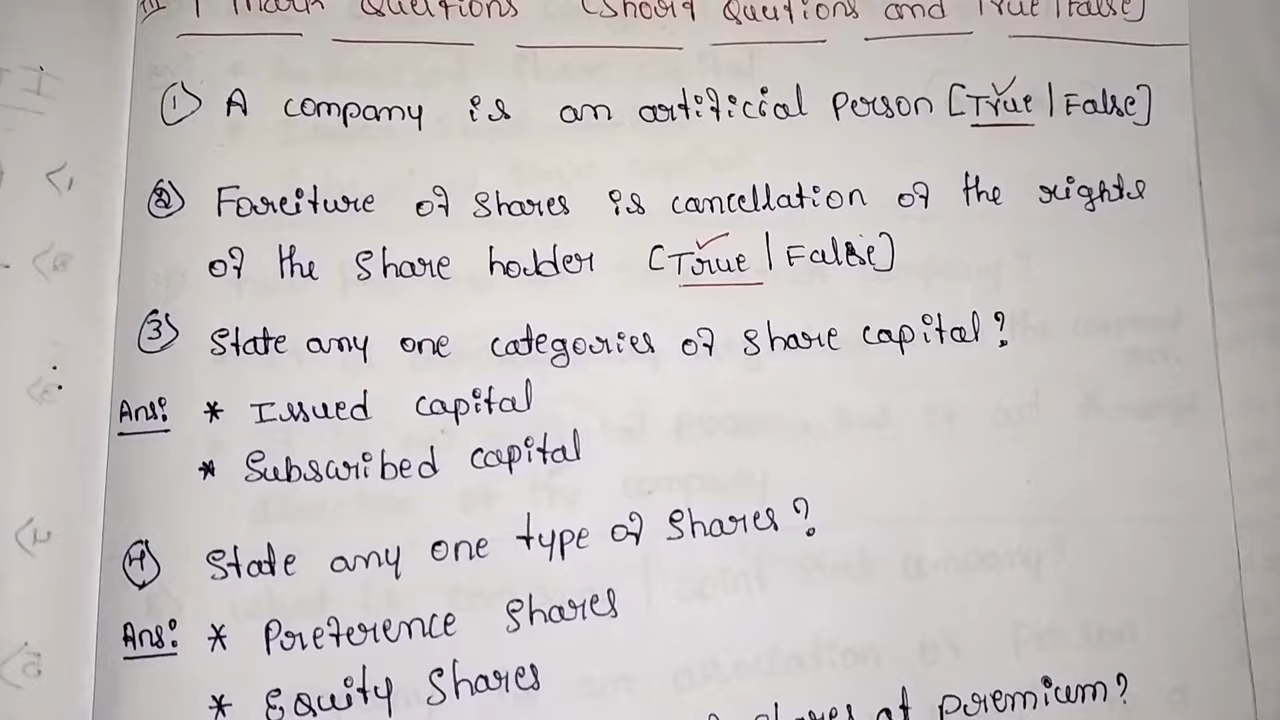 III 1 Mark Questions (Short Questions and True|False]
① A company is an artificial Person [True | False]
② Foreiture of Shares is cancellation of the rights
of the Share holder [True | False]
③ State any one categories of Share capital?
Ans: * Issued capital
* Subscribed capital
④ State any one type of Shares?
Ans: * Preference Shares
* Equity Shares
shares at premium?